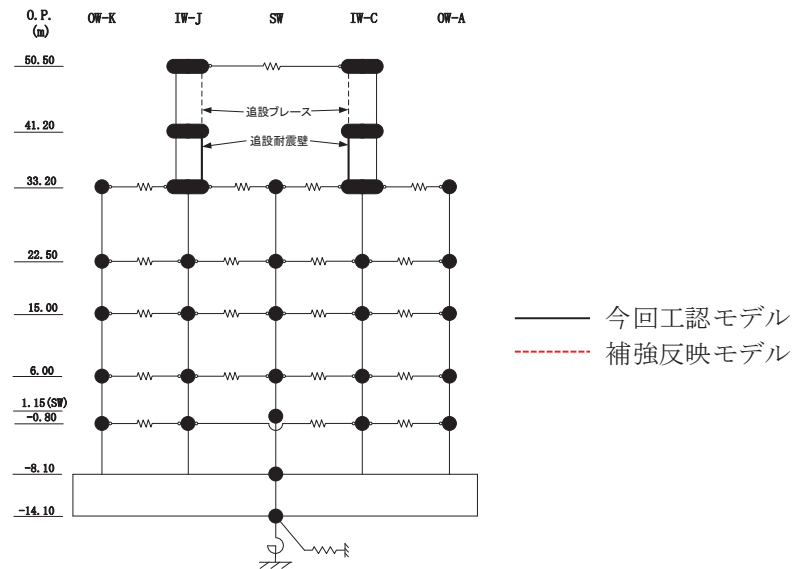 O.P.
(m)
OW-K IW-J SW IW-C OW-A
50.50
追設ブレース
41.20
追設耐震壁
33.20
22.50
15.00
今回工認モデル
補強反映モデル
6.00
1.15(SW)
-0.80
-8.10
-14.10